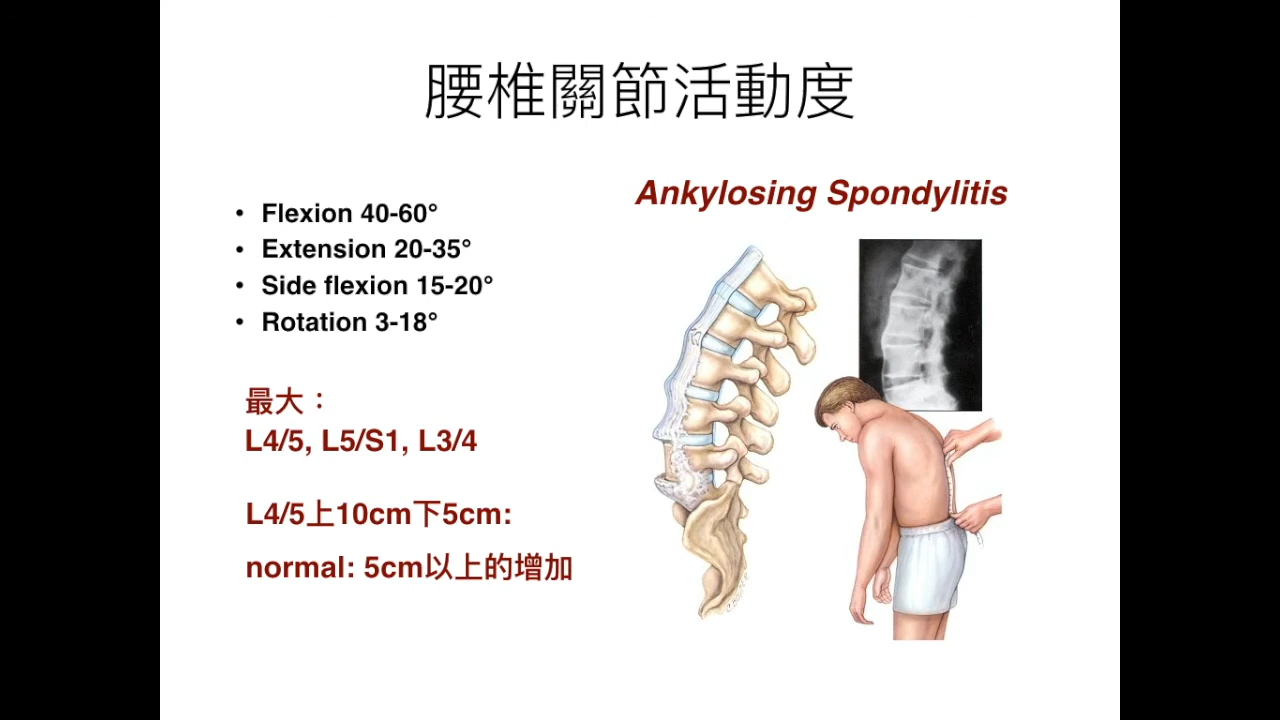 腰椎關節活動度
Ankylosing Spondylitis
• Flexion 40-60°
• Extension 20-35°
• Side flexion 15-20°
• Rotation 3-18°
最大：
L4/5, L5/S1, L3/4
L4/5上10cm下5cm:
normal: 5cm以上的增加